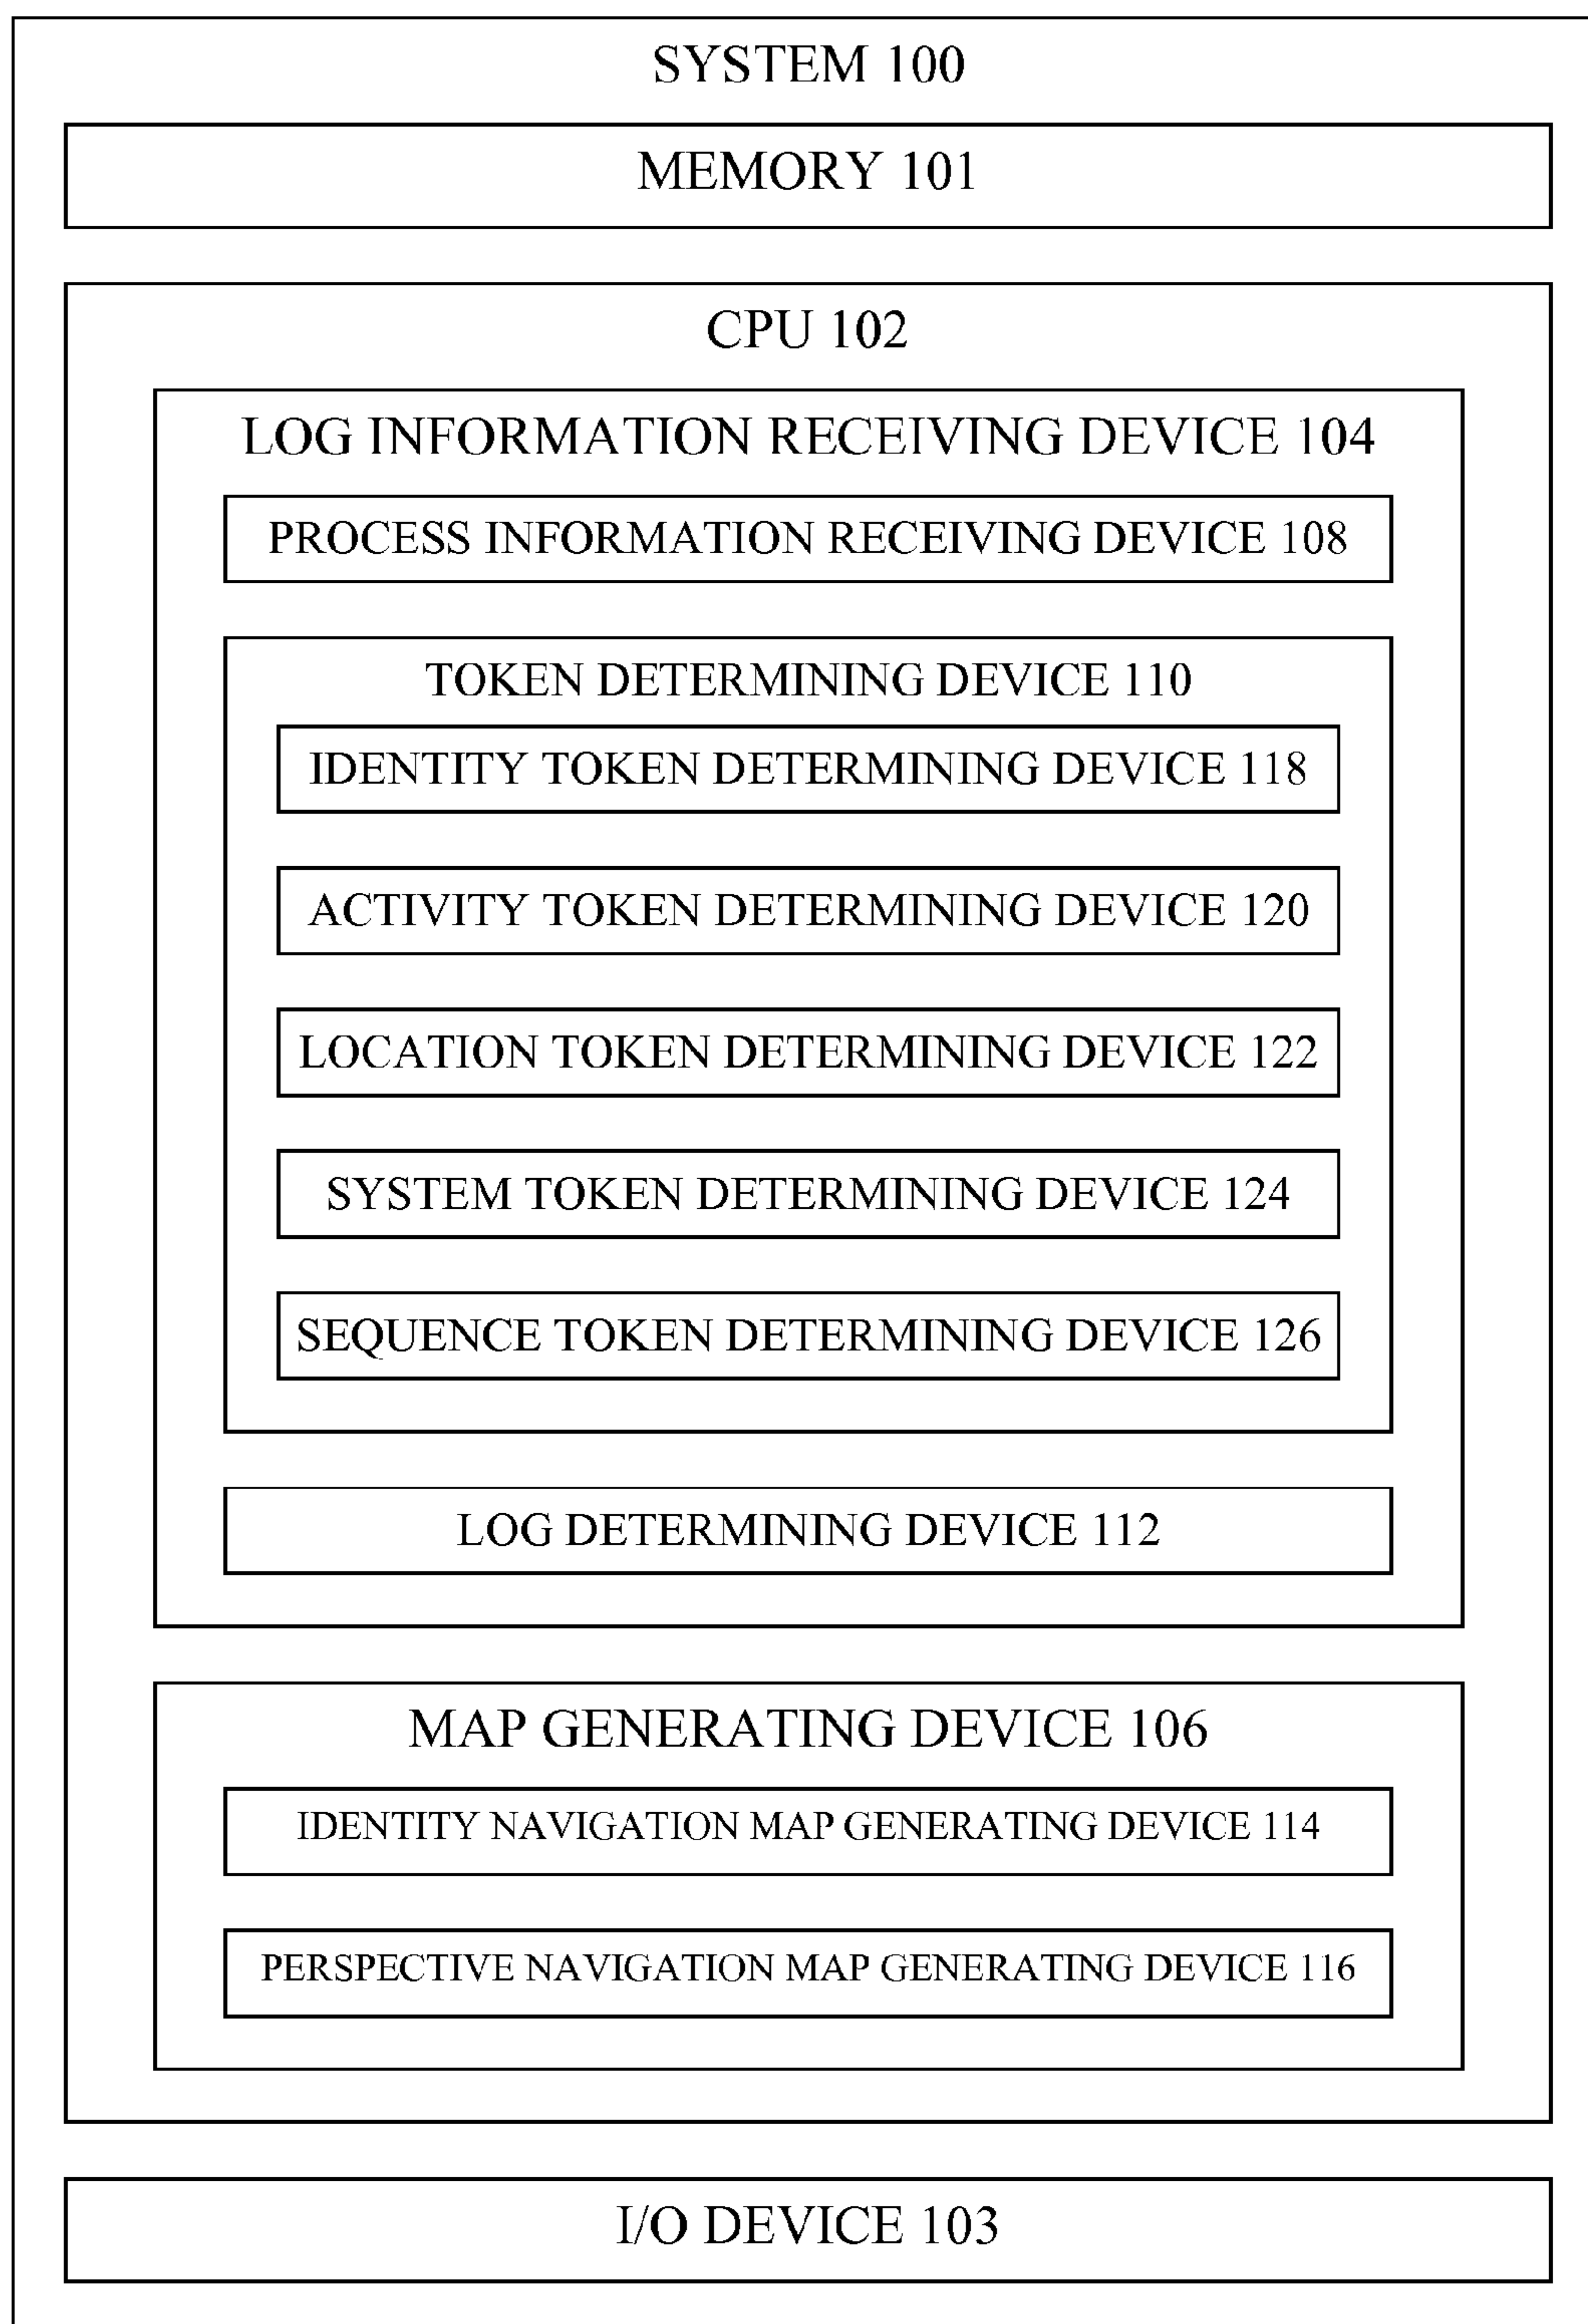 SYSTEM 100
MEMORY 101
CPU 102
LOG INFORMATION RECEIVING DEVICE 104
PROCESS INFORMATION RECEIVING DEVICE 108
TOKEN DETERMINING DEVICE 110
IDENTITY TOKEN DETERMINING DEVICE 118
ACTIVITY TOKEN DETERMINING DEVICE 120
LOCATION TOKEN DETERMINING DEVICE 122
SYSTEM TOKEN DETERMINING DEVICE 124
SEQUENCE TOKEN DETERMINING DEVICE 126
LOG DETERMINING DEVICE 112
MAP GENERATING DEVICE 106
IDENTITY NAVIGATION MAP GENERATING DEVICE 114
PERSPECTIVE NAVIGATION MAP GENERATING DEVICE 116
I/O DEVICE 103